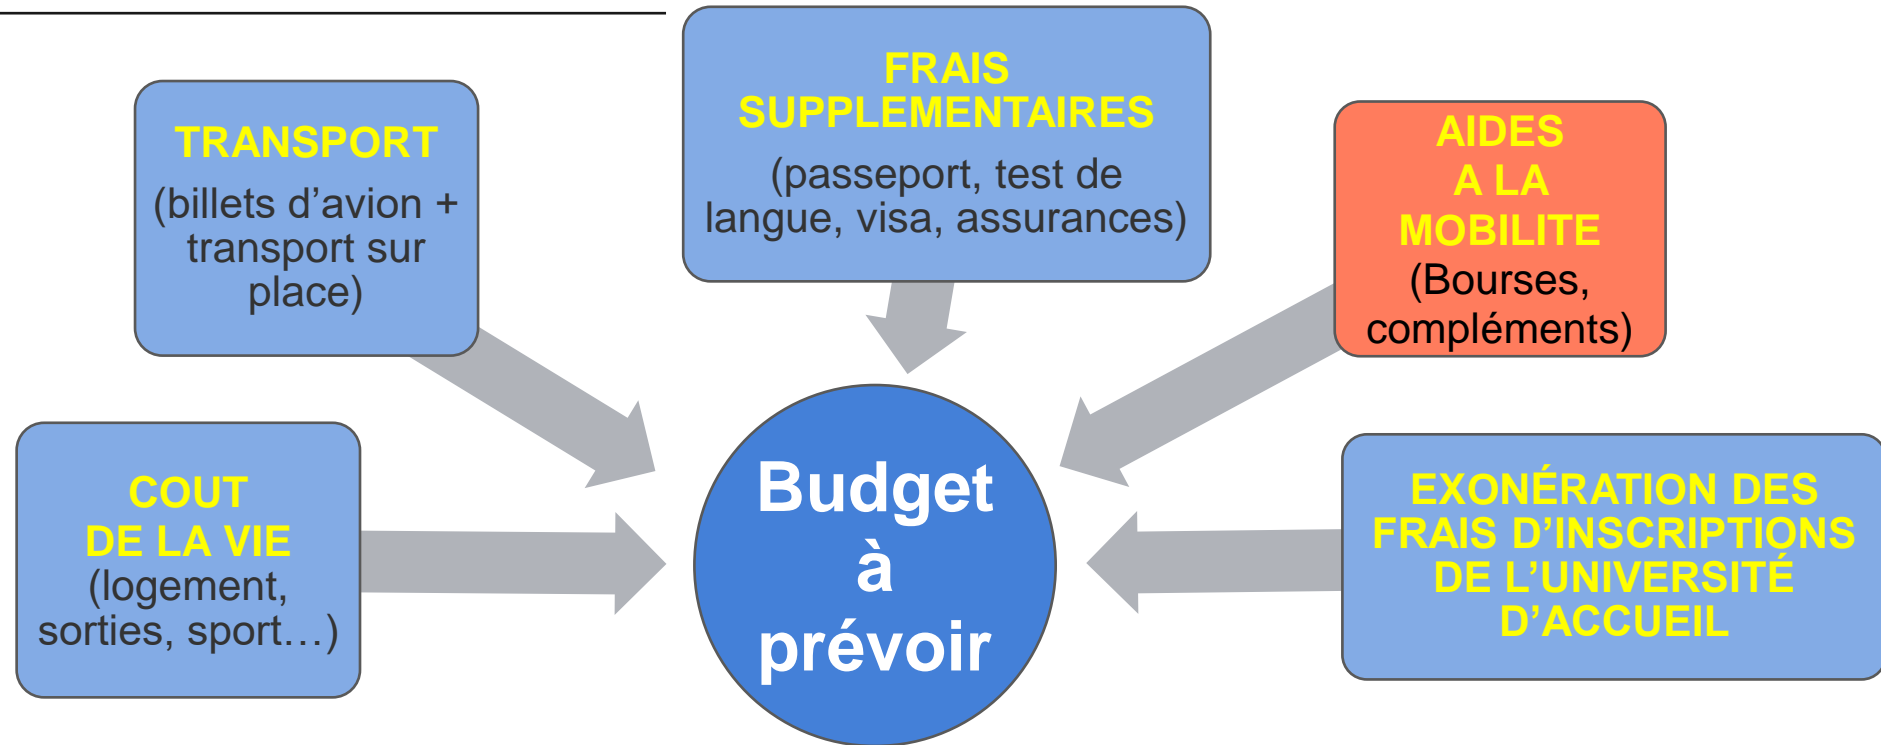 TRANSPORT
(billets d’avion +
transport sur
place)
FRAIS
SUPPLEMENTAIRES
(passeport, test de
langue, visa, assurances)
AIDES
A LA
MOBILITE
(Bourses,
compléments)
COUT
DE LA VIE
(logement,
sorties, sport…)
Budget
à
prévoir
EXONÉRATION DES
FRAIS D’INSCRIPTIONS
DE L’UNIVERSITÉ
D’ACCUEIL